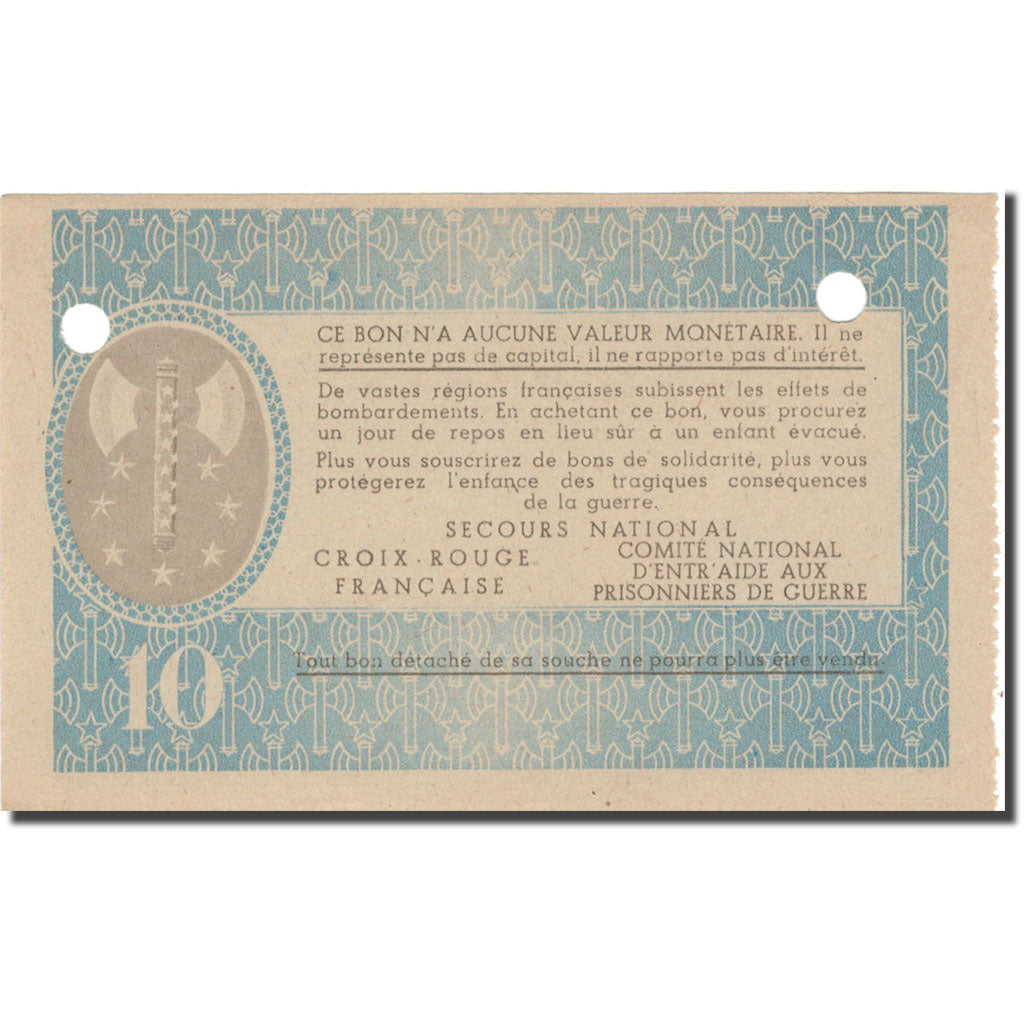 CE BON N'A AUCUNE VALEUR MONÉTAIRE. Il ne
représente pas de capital, il ne rapporte pas d'intérêt.
De vastes régions françaises subissent les effets de
bombardements. En achetant ce bon, vous procurez
un jour de repos en lieu sûr à un enfant évacué.
Plus vous souscrirez de bons de solidarité, plus vous
protégerez l'enfance des tragiques conséquences
de la guerre.
SECOURS NATIONAL
CROIX-ROUGE
FRANÇAISE
COMITÉ NATIONAL
D'ENTR'AIDE AUX
PRISONNIERS DE GUERRE
Tout bon détaché de sa souche ne pourra plus être vendu.
10